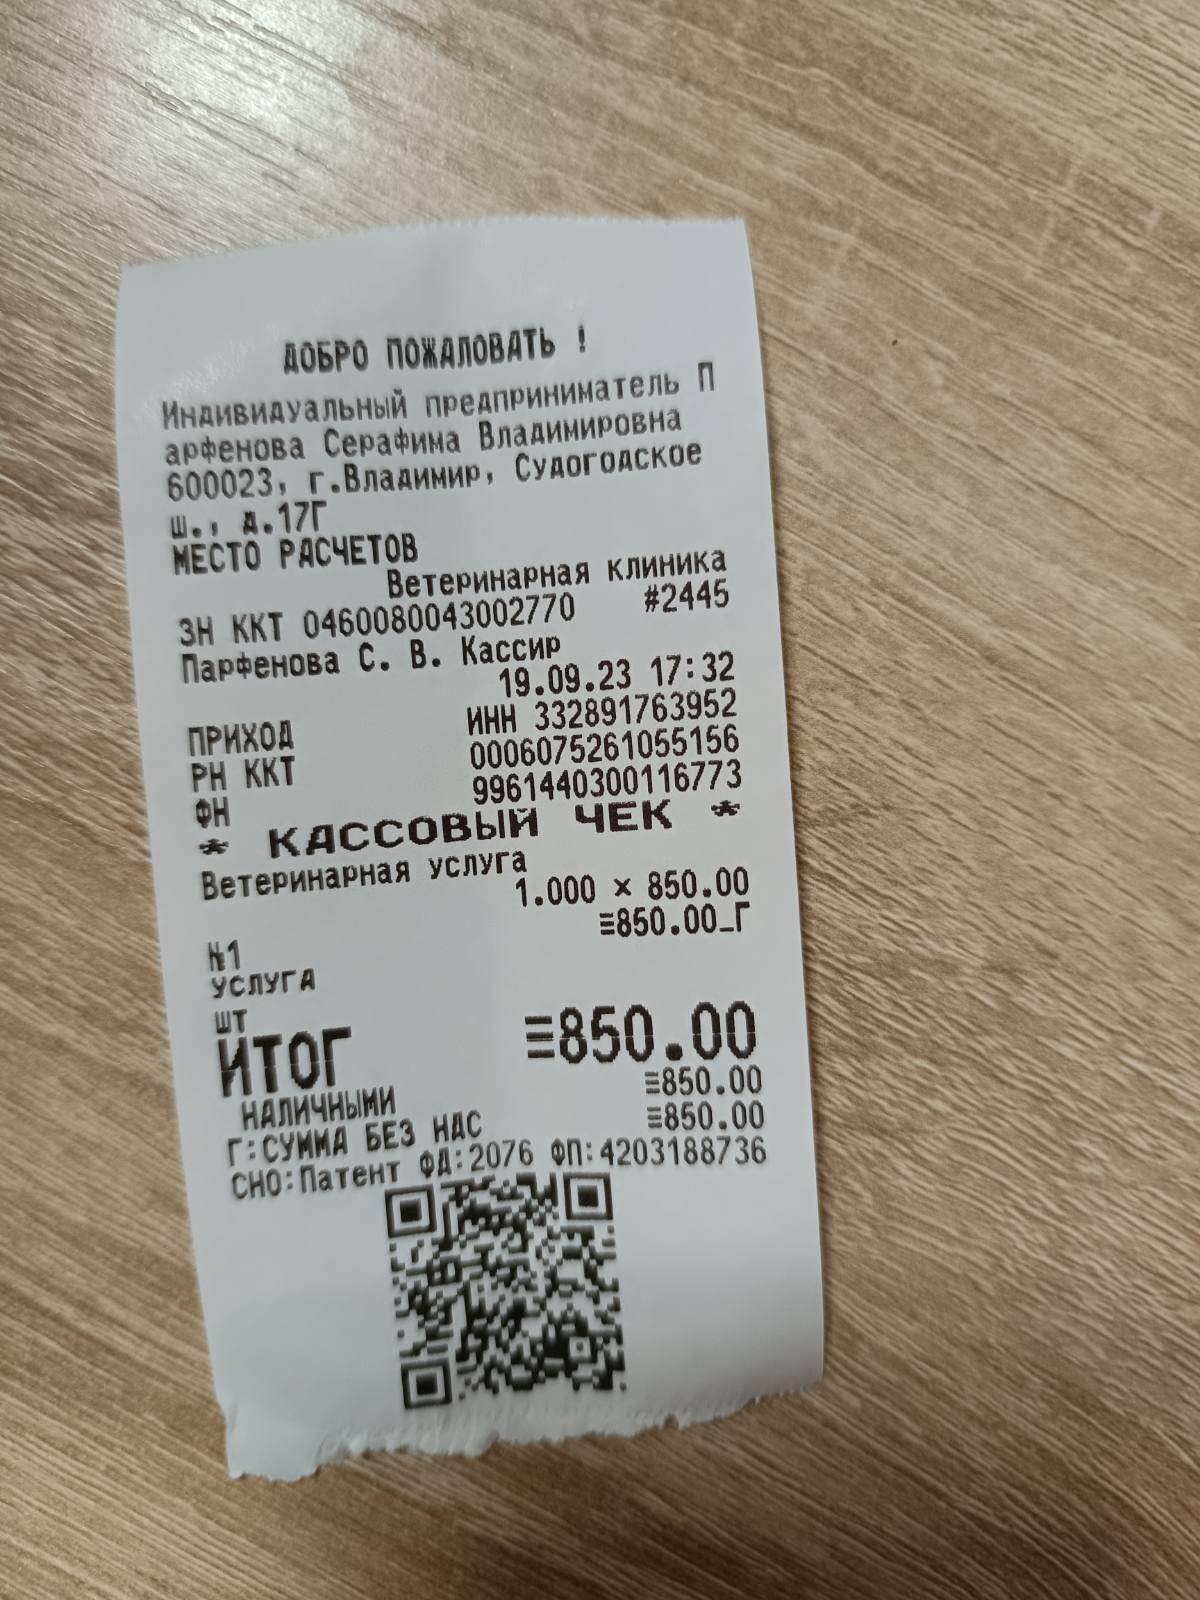 ДОБРО ПОЖАЛОВАТЬ !
Индивидуальный предприниматель П
арфенова Серафима Владимировна
600023, г.Владимир, Судогодское
ш., д.17Г
МЕСТО РАСЧЕТОВ
Ветеринарная клиника
ЗН ККТ 0460080043002770 #2445
Парфенова С. В. Кассир
19.09.23 17:32
ПРИХОД ИНН 332891763952
РН ККТ 0006075261055156
ФН 9961440300116773
* КАССОВЫЙ ЧЕК *
Ветеринарная услуга
1.000 × 850.00
≡850.00_Г
№1
УСЛУГА
шт
ИТОГ ≡850.00
НАЛИЧНЫМИ ≡850.00
Г:СУММА БЕЗ НДС ≡850.00
СНО:Патент ФД:2076 ФП:4203188736